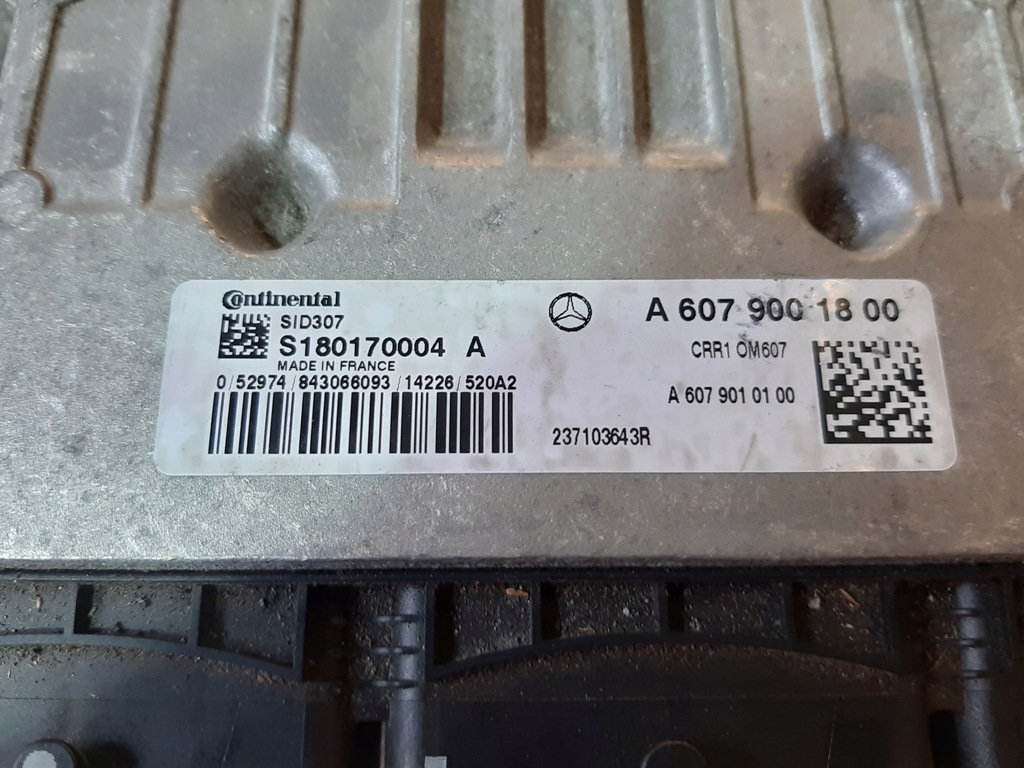 Continental
SID307
S180170004 A
MADE IN FRANCE
0/52974/843066093/14226/520A2
A 607 900 18 00
CRR1 OM607
A 607 901 01 00
237103643R